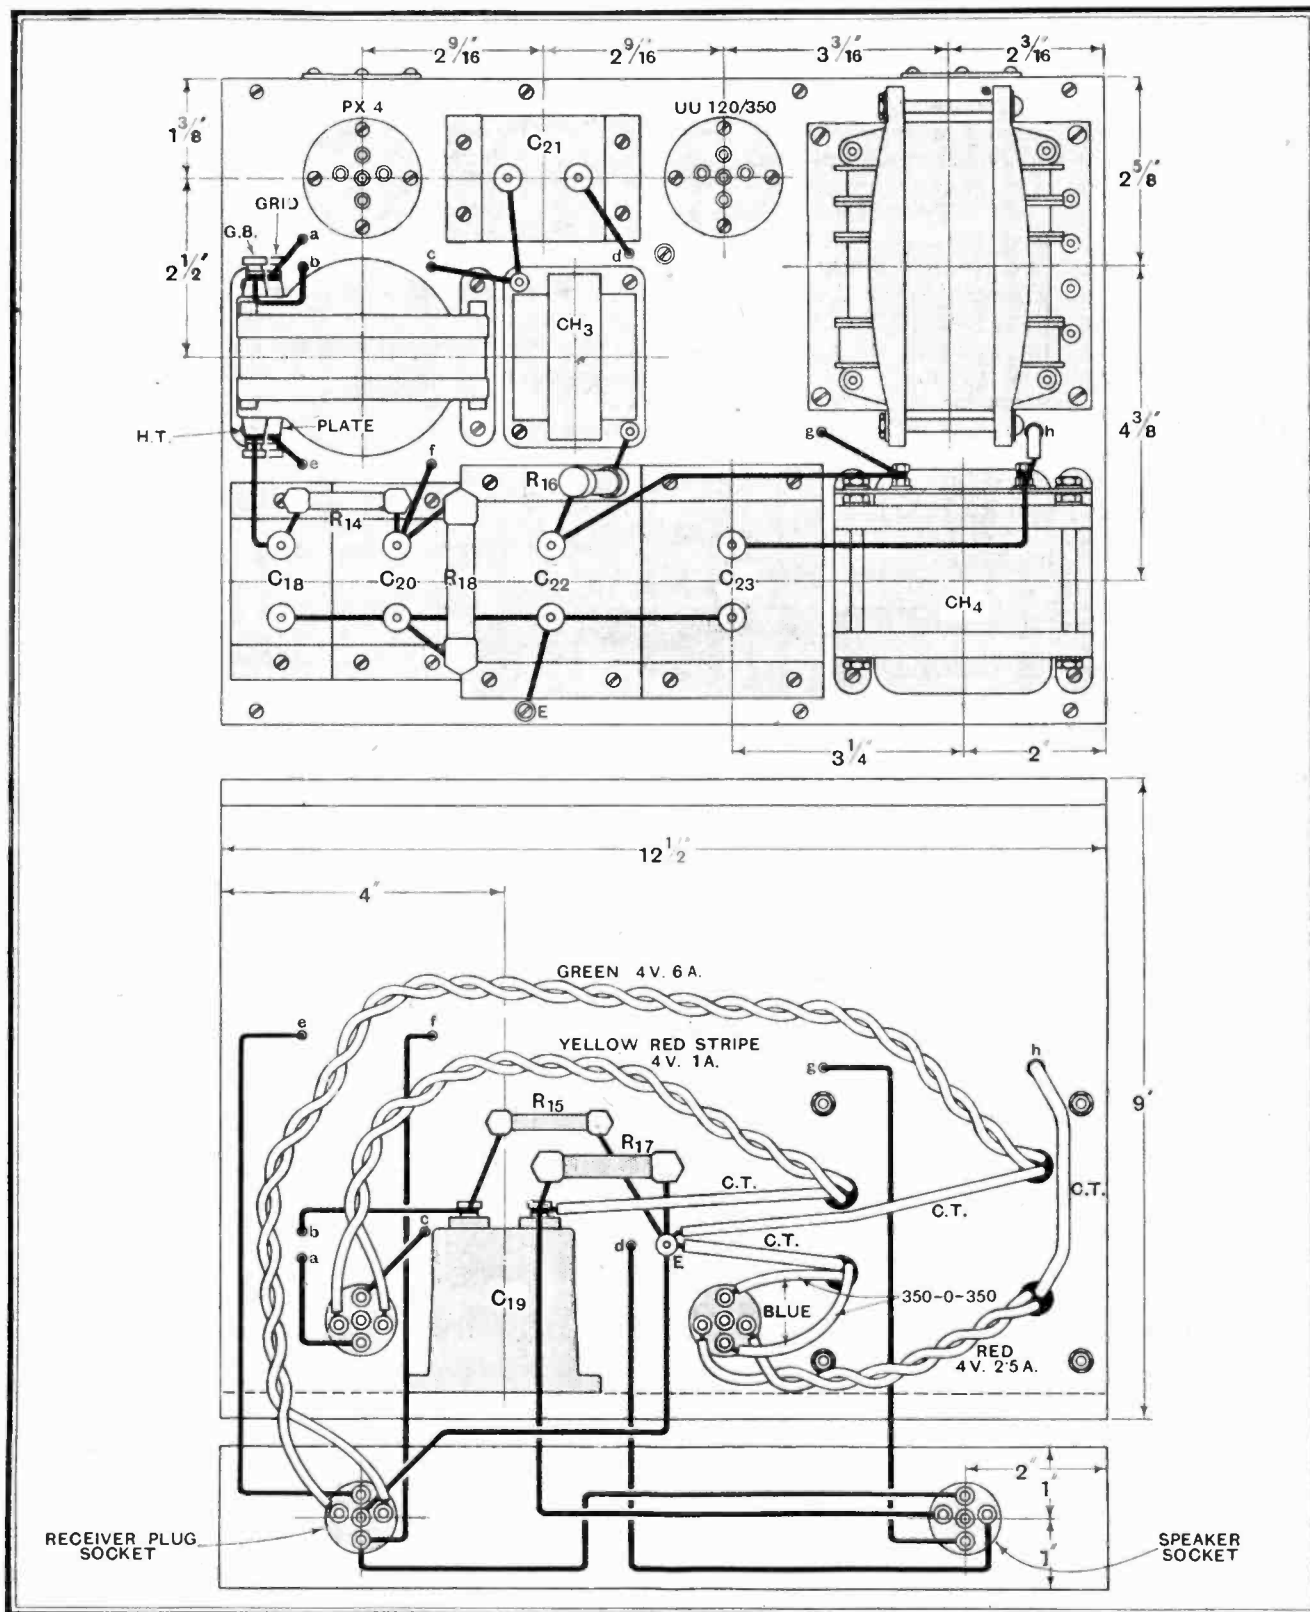 2 9/16"
2 9/16"
3 3/16"
2 3/16"
PX 4
UU 120/350
1 3/8"
C21
2 5/8"
GRID
G.B.
a
b
c
d
2 1/2"
CH3
H.T.
PLATE
e
f
g
h
4 3/8"
R16
R14
C18
C20
R18
C22
C23
CH4
E
3 1/4"
2"
12 1/2"
4"
GREEN 4V. 6A.
e
f
YELLOW RED STRIPE
4V. 1A.
g
h
9"
R15
R17
C.T.
C.T.
C.T.
C.T.
b
a
c
d
E
C19
BLUE
350-0-350
RED
4V. 2.5A.
2"
1"
1"
RECEIVER PLUG
SOCKET
SPEAKER
SOCKET